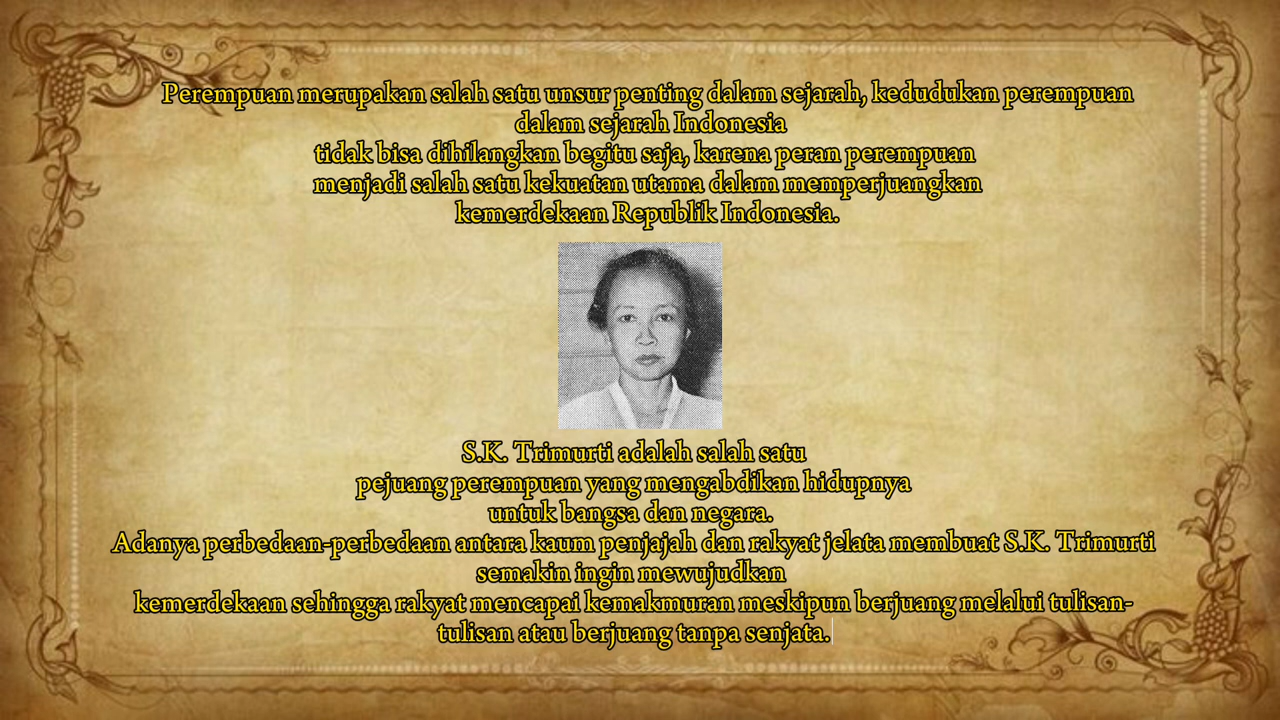 Perempuan merupakan salah satu unsur penting dalam sejarah, kedudukan perempuan
dalam sejarah Indonesia
tidak bisa dihilangkan begitu saja, karena peran perempuan
menjadi salah satu kekuatan utama dalam memperjuangkan
kemerdekaan Republik Indonesia.
S.K. Trimurti adalah salah satu
pejuang perempuan yang mengabdikan hidupnya
untuk bangsa dan negara.
Adanya perbedaan-perbedaan antara kaum penjajah dan rakyat jelata membuat S.K. Trimurti
semakin ingin mewujudkan
kemerdekaan sehingga rakyat mencapai kemakmuran meskipun berjuang melalui tulisan-
tulisan atau berjuang tanpa senjata.